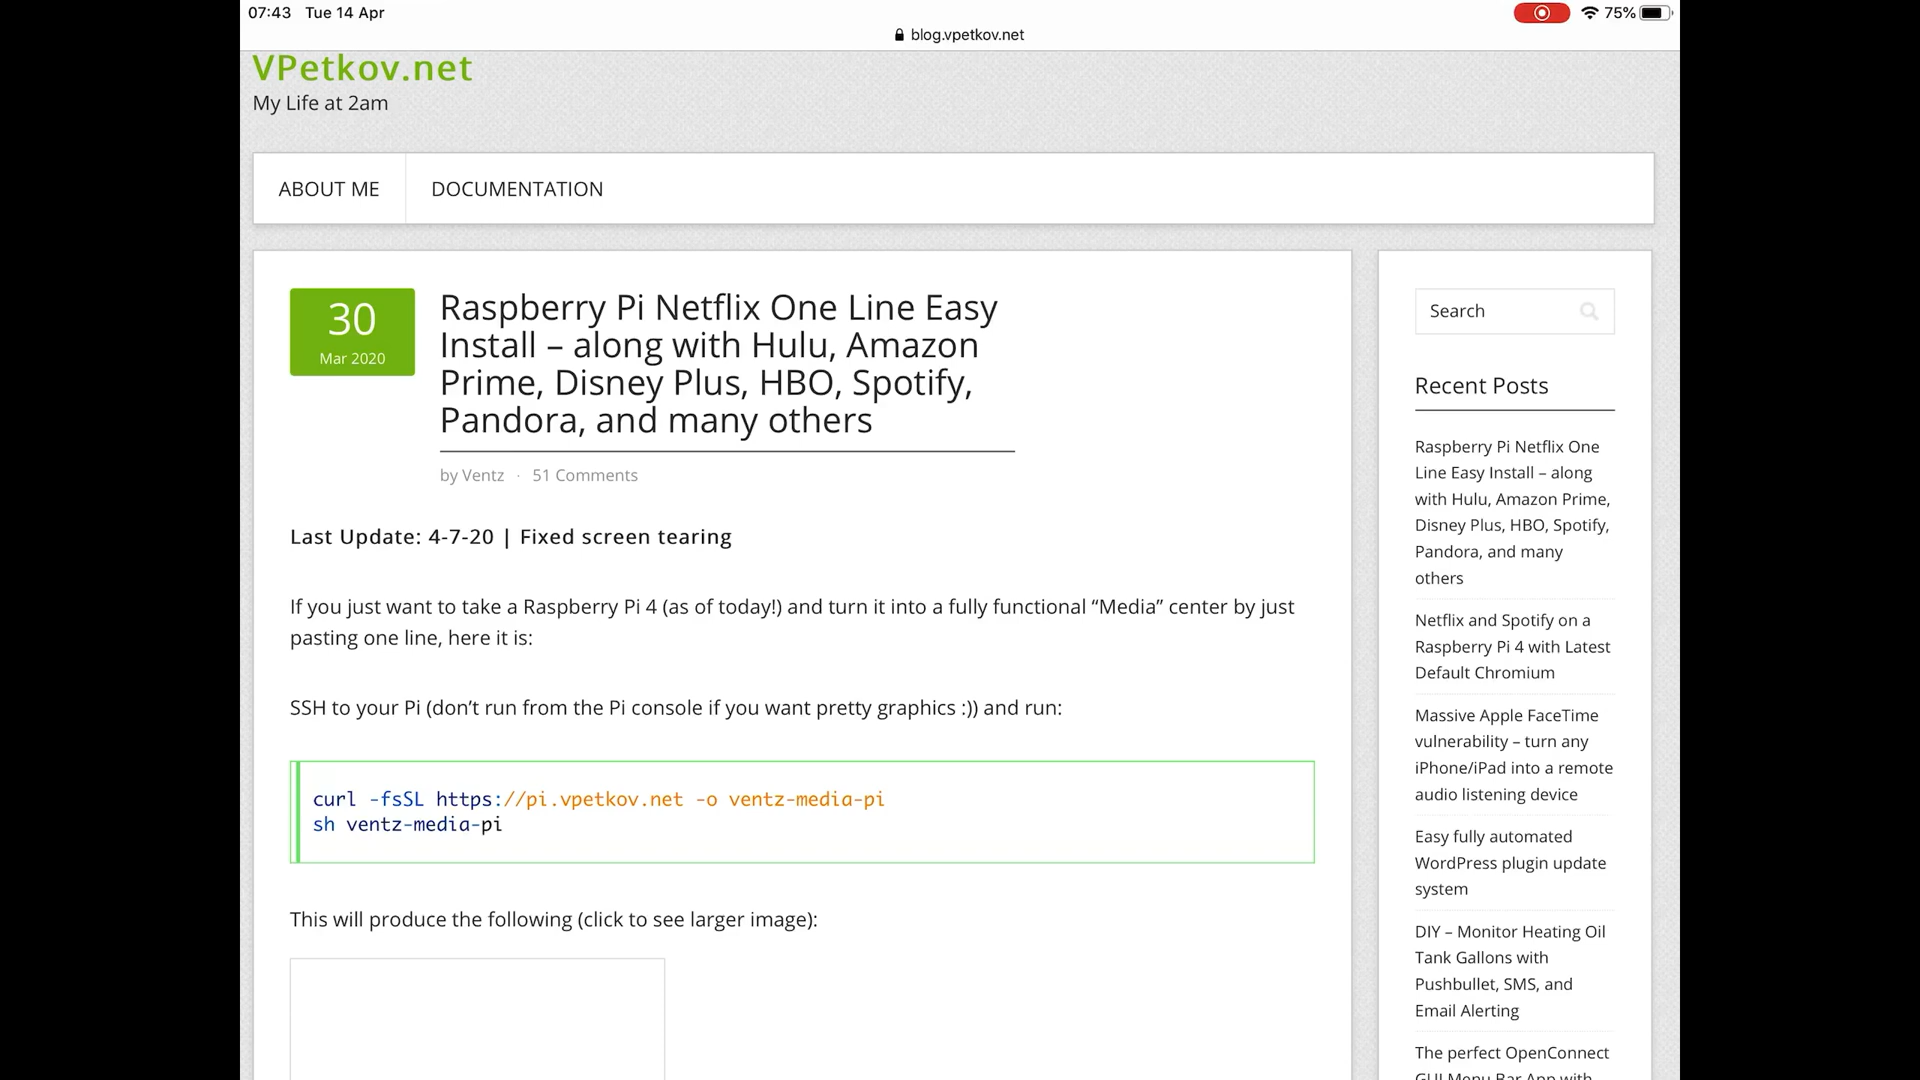 07:43 Tue 14 Apr
75%
blog.vpetkov.net
VPetkov.net
My Life at 2am
ABOUT ME
DOCUMENTATION
30
Mar 2020
Raspberry Pi Netflix One Line Easy
Install – along with Hulu, Amazon
Prime, Disney Plus, HBO, Spotify,
Pandora, and many others
by Ventz · 51 Comments
Last Update: 4-7-20 | Fixed screen tearing
If you just want to take a Raspberry Pi 4 (as of today!) and turn it into a fully functional “Media” center by just
pasting one line, here it is:
SSH to your Pi (don’t run from the Pi console if you want pretty graphics :)) and run:
curl -fsSL https://pi.vpetkov.net -o ventz-media-pi
sh ventz-media-pi
This will produce the following (click to see larger image):
Search
Recent Posts
Raspberry Pi Netflix One
Line Easy Install – along
with Hulu, Amazon Prime,
Disney Plus, HBO, Spotify,
Pandora, and many
others
Netflix and Spotify on a
Raspberry Pi 4 with Latest
Default Chromium
Massive Apple FaceTime
vulnerability – turn any
iPhone/iPad into a remote
audio listening device
Easy fully automated
WordPress plugin update
system
DIY – Monitor Heating Oil
Tank Gallons with
Pushbullet, SMS, and
Email Alerting
The perfect OpenConnect
GUI Menu Bar App with